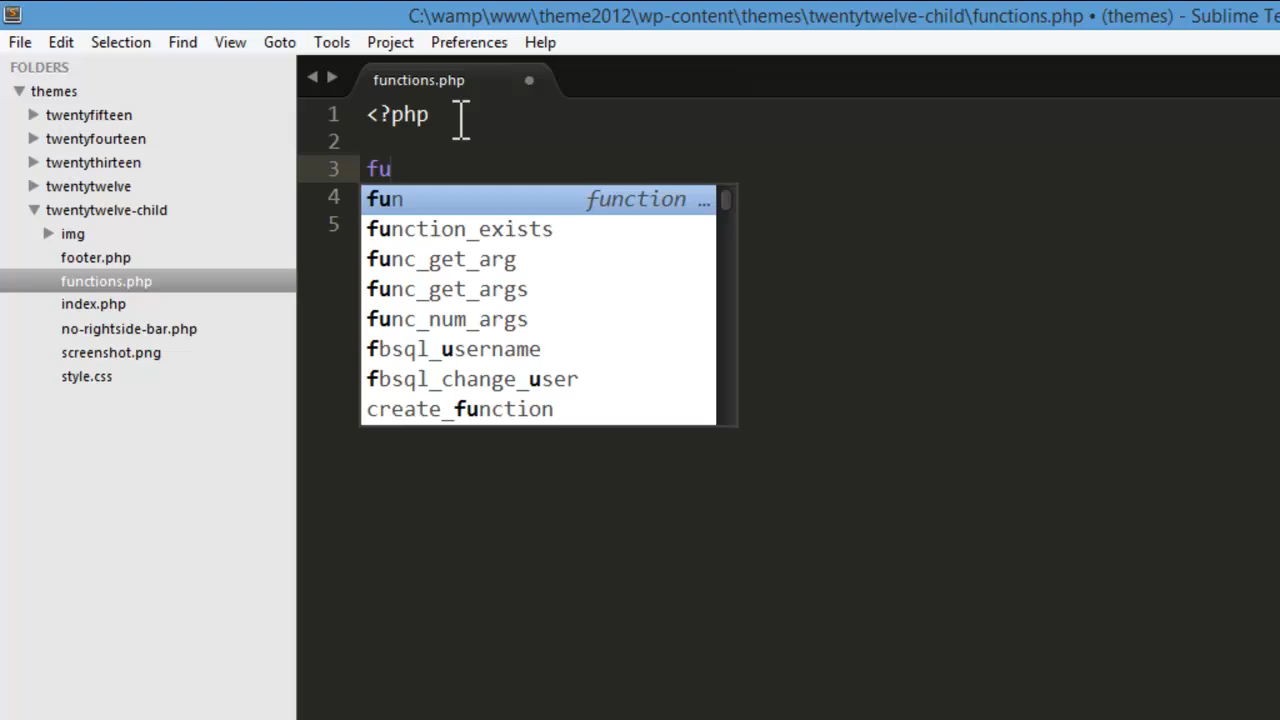 C:\wamp\www\theme2012\wp-content\themes\twentytwelve-child\functions.php • (themes) - Sublime Te
File Edit Selection Find View Goto Tools Project Preferences Help
FOLDERS
themes
twentyfifteen
twentyfourteen
twentythirteen
twentytwelve
twentytwelve-child
img
footer.php
functions.php
index.php
no-rightside-bar.php
screenshot.png
style.css
functions.php
1 <?php
2
3 fu
4
5
fun function ...
function_exists
func_get_arg
func_get_args
func_num_args
fbsql_username
fbsql_change_user
create_function